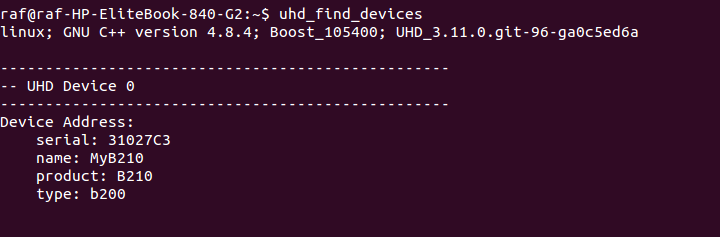 raf@raf-HP-EliteBook-840-G2:~$ uhd_find_devices
linux; GNU C++ version 4.8.4; Boost_105400; UHD_3.11.0.git-96-ga0c5ed6a
--------------------------------------------------
-- UHD Device 0
--------------------------------------------------
Device Address:
    serial: 31027C3
    name: MyB210
    product: B210
    type: b200